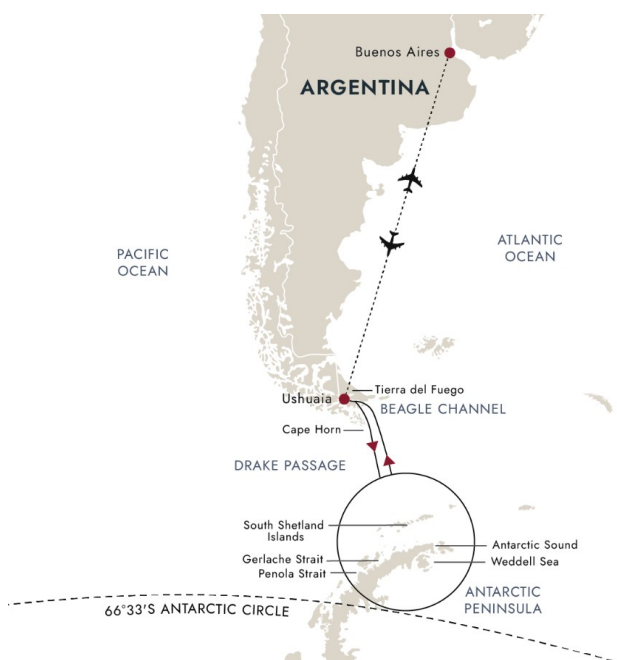 Buenos Aires
ARGENTINA
PACIFIC
OCEAN
ATLANTIC
OCEAN
Tierra del Fuego
Ushuaia
BEAGLE CHANNEL
Cape Horn
DRAKE PASSAGE
South Shetland
Islands
Antarctic Sound
Gerlache Strait
Weddell Sea
Penola Strait
ANTARCTIC
PENINSULA
66°33'S ANTARCTIC CIRCLE